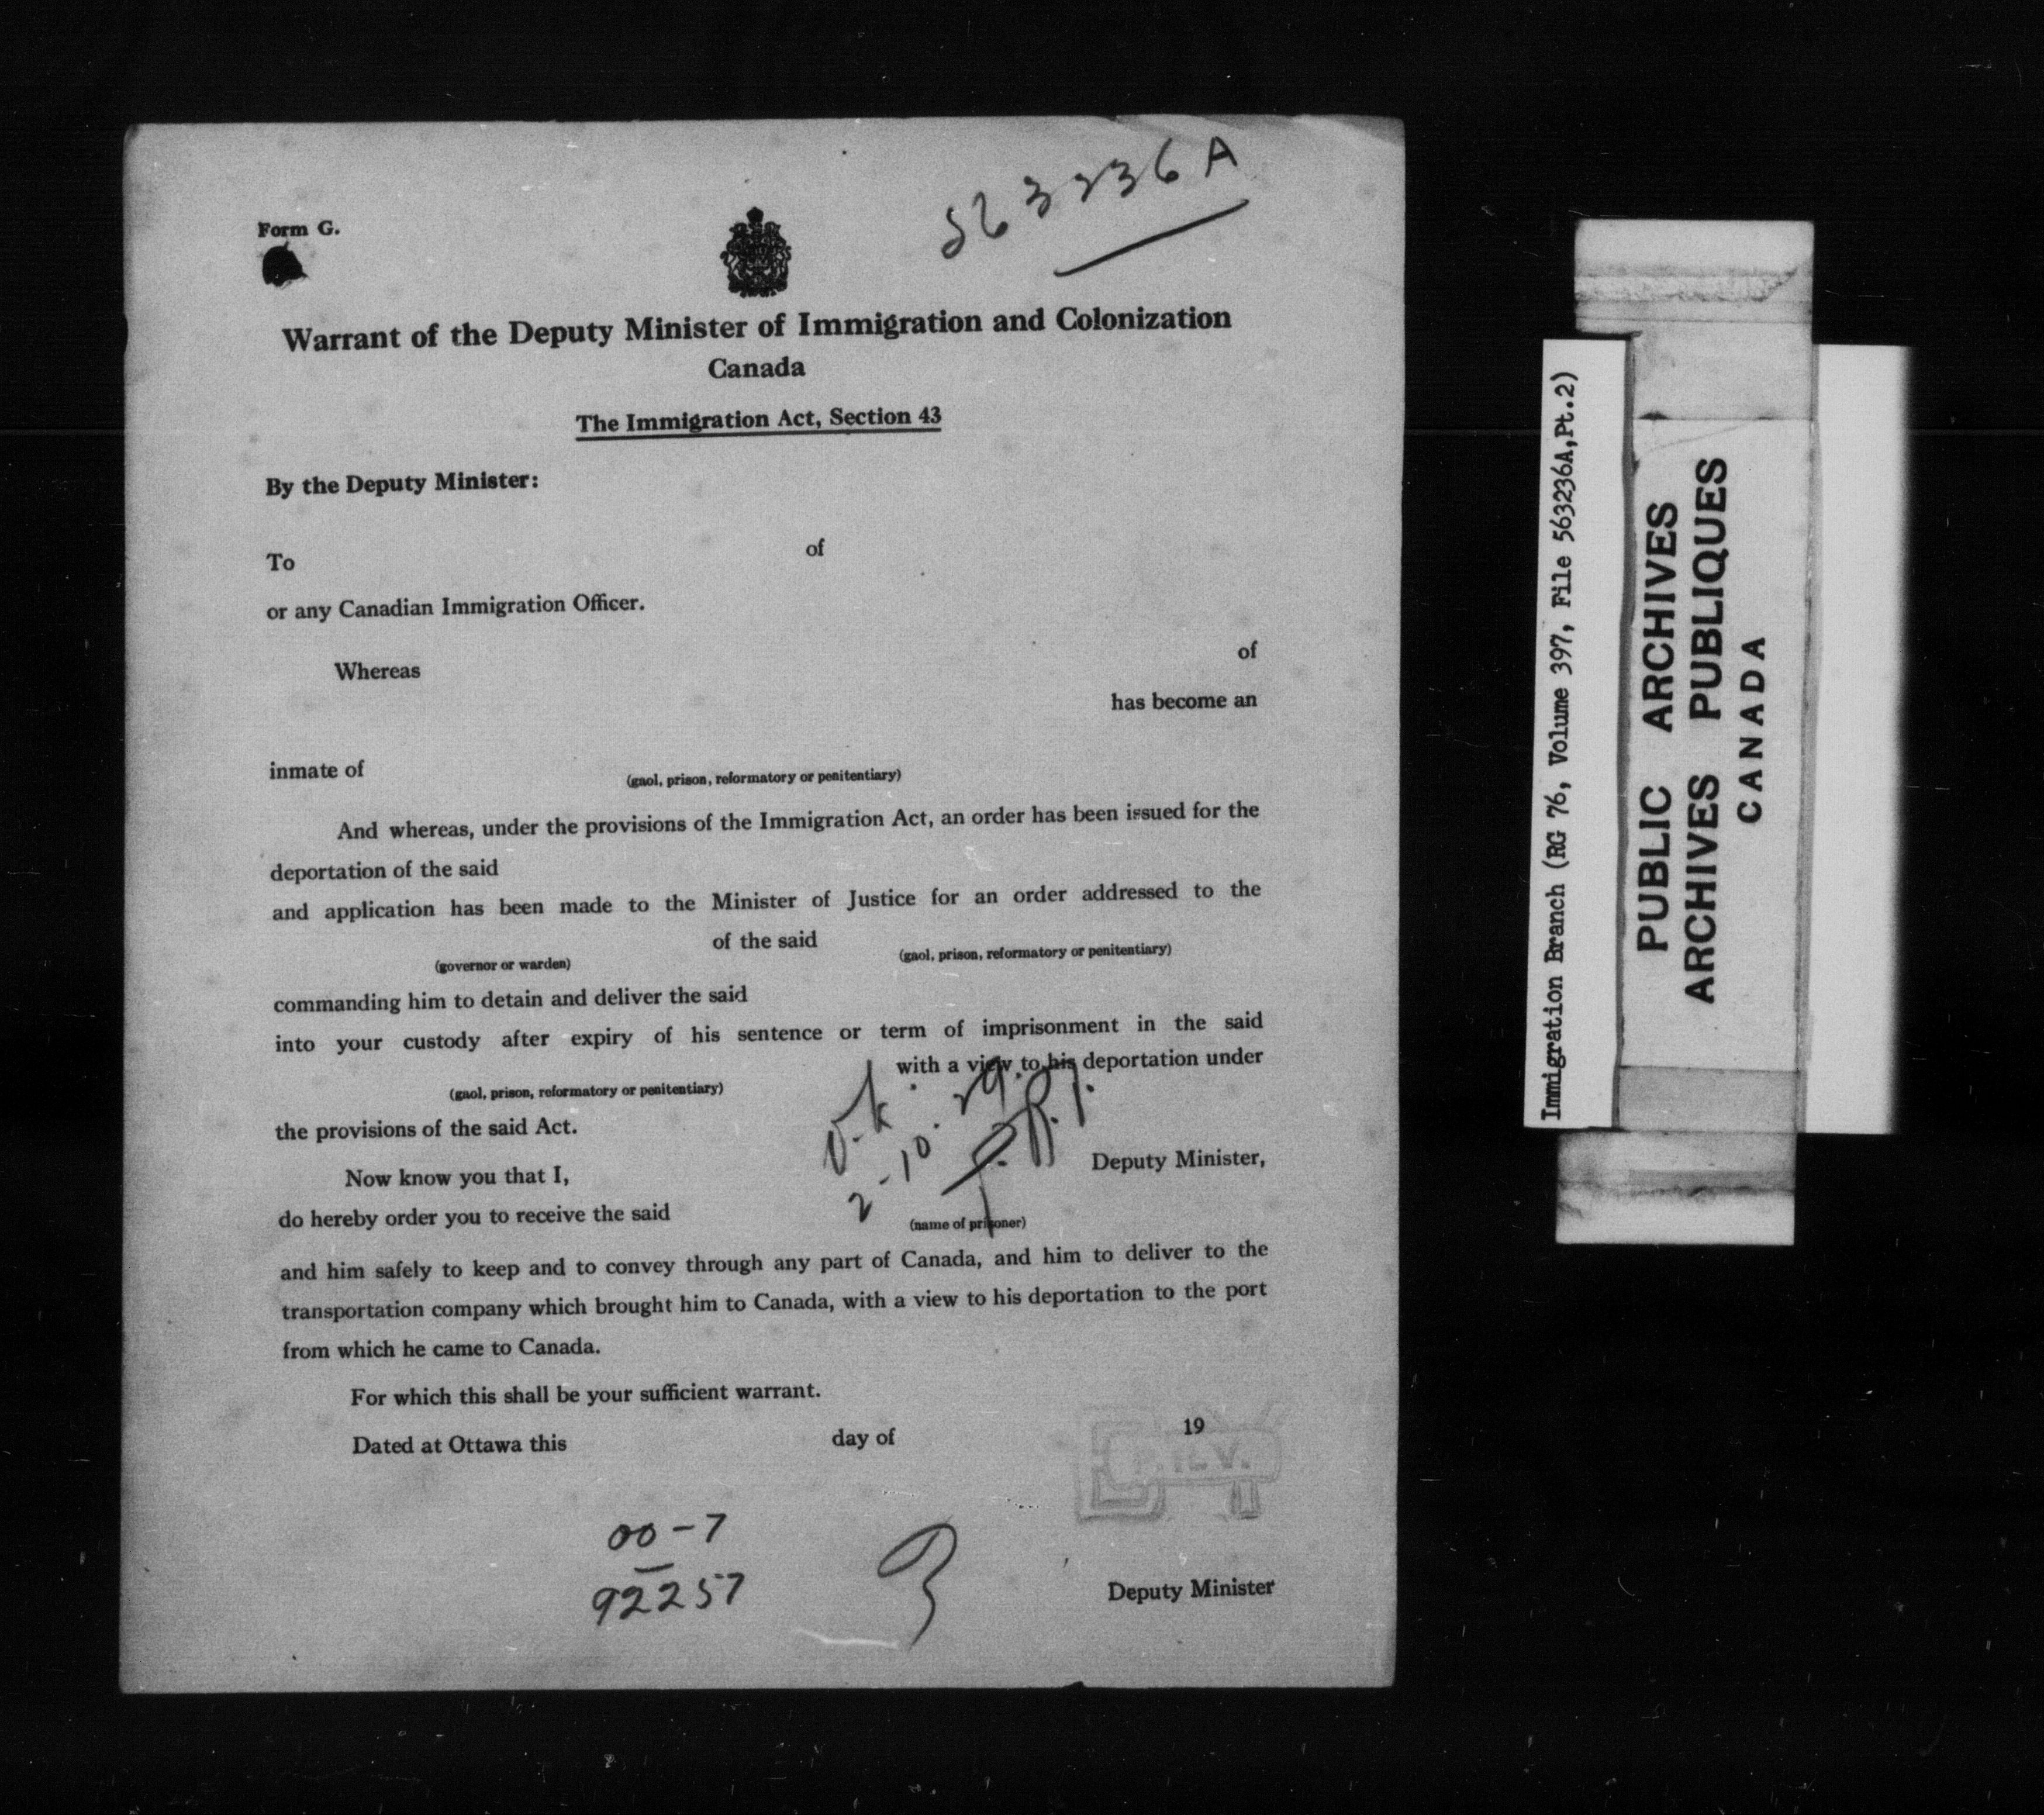 563236A
Form G.
Warrant of the Deputy Minister of Immigration and Colonization
Canada
The Immigration Act, Section 43
By the Deputy Minister:
To of
or any Canadian Immigration Officer.
Whereas of
has become an
inmate of
(gaol, prison, reformatory or penitentiary)
And whereas, under the provisions of the Immigration Act, an order has been issued for the
deportation of the said
and application has been made to the Minister of Justice for an order addressed to the
of the said
(governor or warden) (gaol, prison, reformatory or penitentiary)
commanding him to detain and deliver the said
into your custody after expiry of his sentence or term of imprisonment in the said
with a view to his deportation under
(gaol, prison, reformatory or penitentiary)
the provisions of the said Act.
O.K.
2-10.29.
Now know you that I, Deputy Minister,
do hereby order you to receive the said
(name of prisoner)
and him safely to keep and to convey through any part of Canada, and him to deliver to the
transportation company which brought him to Canada, with a view to his deportation to the port
from which he came to Canada.
For which this shall be your sufficient warrant.
Dated at Ottawa this day of 19
00-7
92257
Deputy Minister
Immigration Branch (RG 76, Volume 397, File 563236A,Pt.2)
PUBLIC ARCHIVES
ARCHIVES PUBLIQUES
CANADA